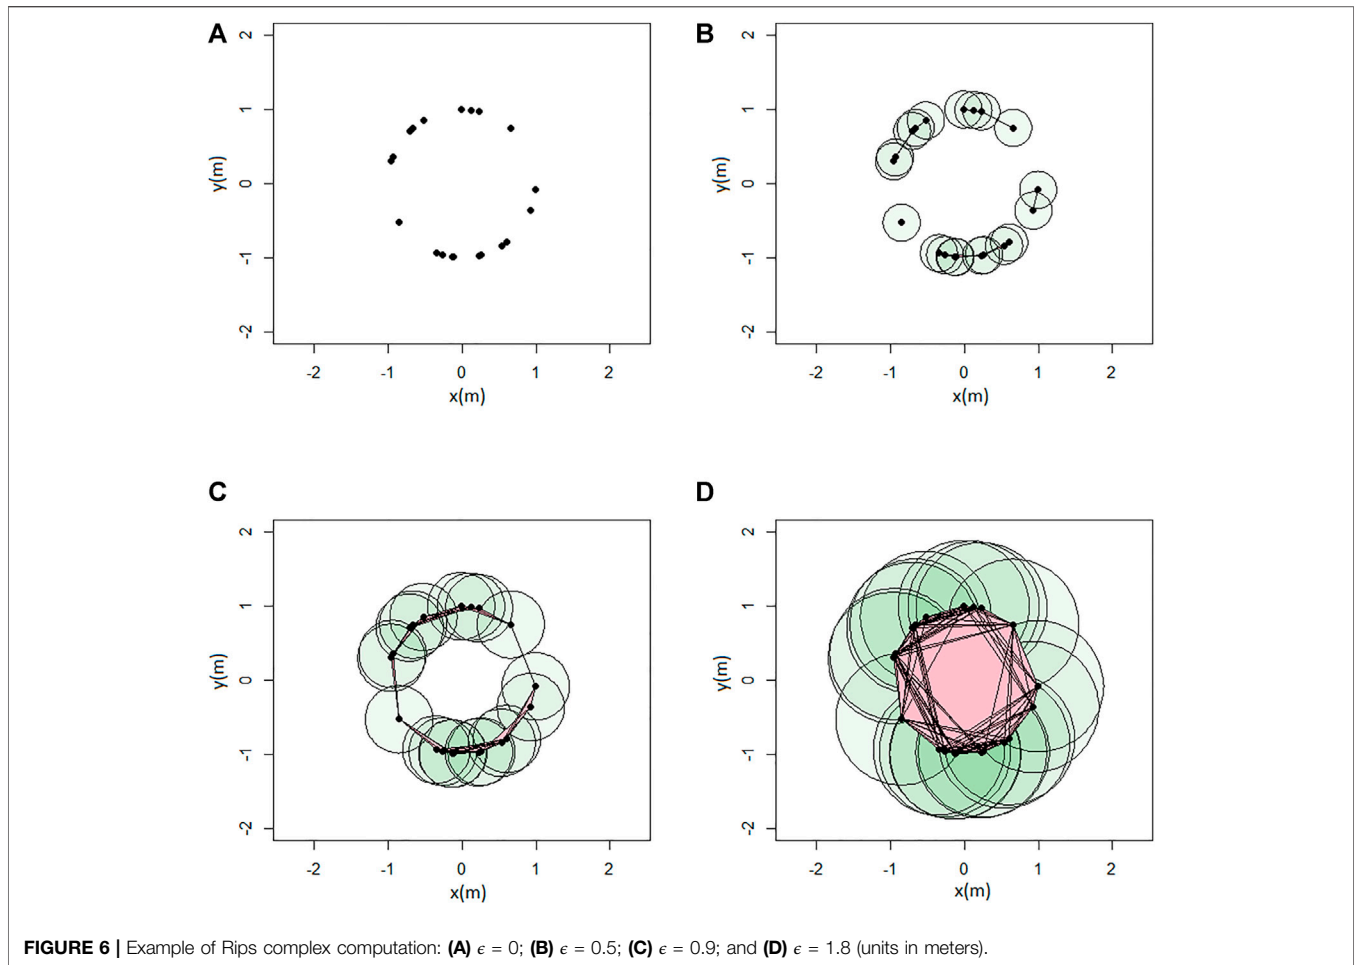 A
2
1
0
-1
-2
y(m)
-2 -1 0 1 2
x(m)
B
2
1
0
-1
-2
y(m)
-2 -1 0 1 2
x(m)
C
2
1
0
-1
-2
y(m)
-2 -1 0 1 2
x(m)
D
2
1
0
-1
-2
y(m)
-2 -1 0 1 2
x(m)
FIGURE 6 | Example of Rips complex computation: (A) ϵ = 0; (B) ϵ = 0.5; (C) ϵ = 0.9; and (D) ϵ = 1.8 (units in meters).